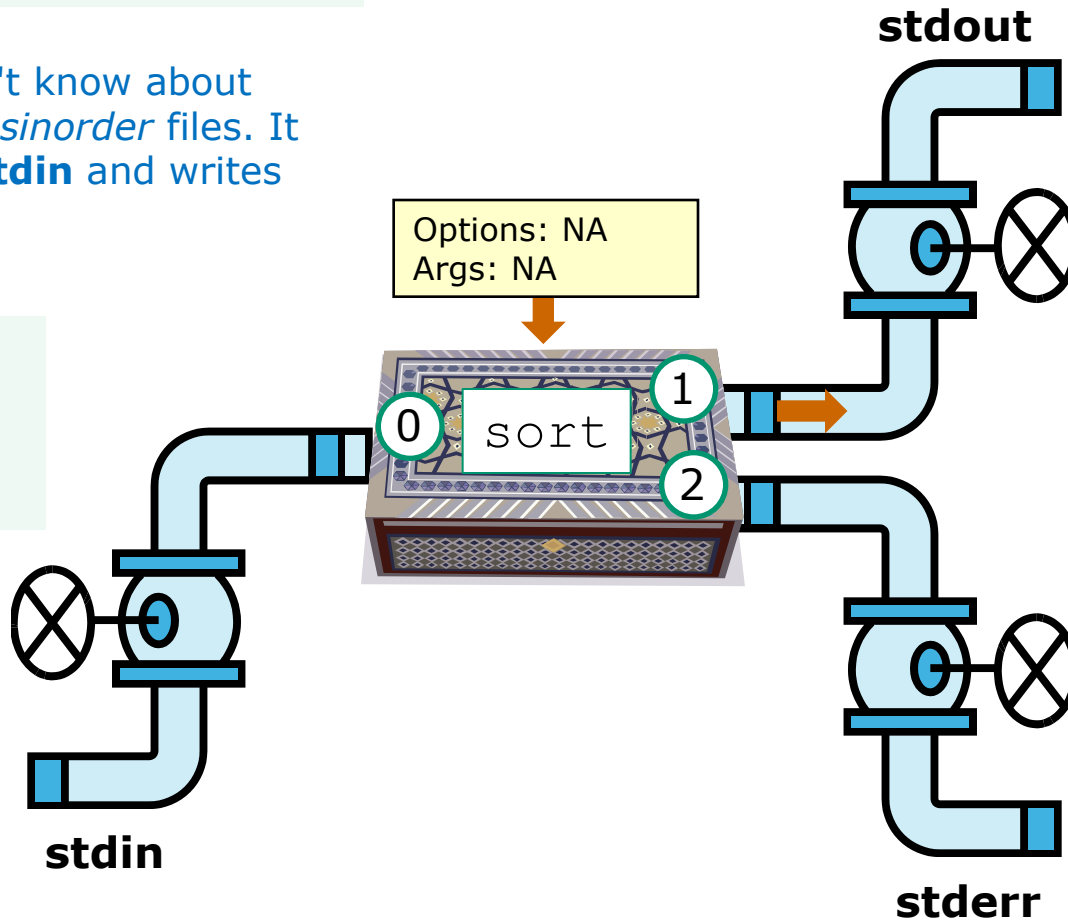 stdout
't know about
sinorder files. It
tdin and writes
Options: NA
Args: NA
0
sort
1
2
stdin
stderr